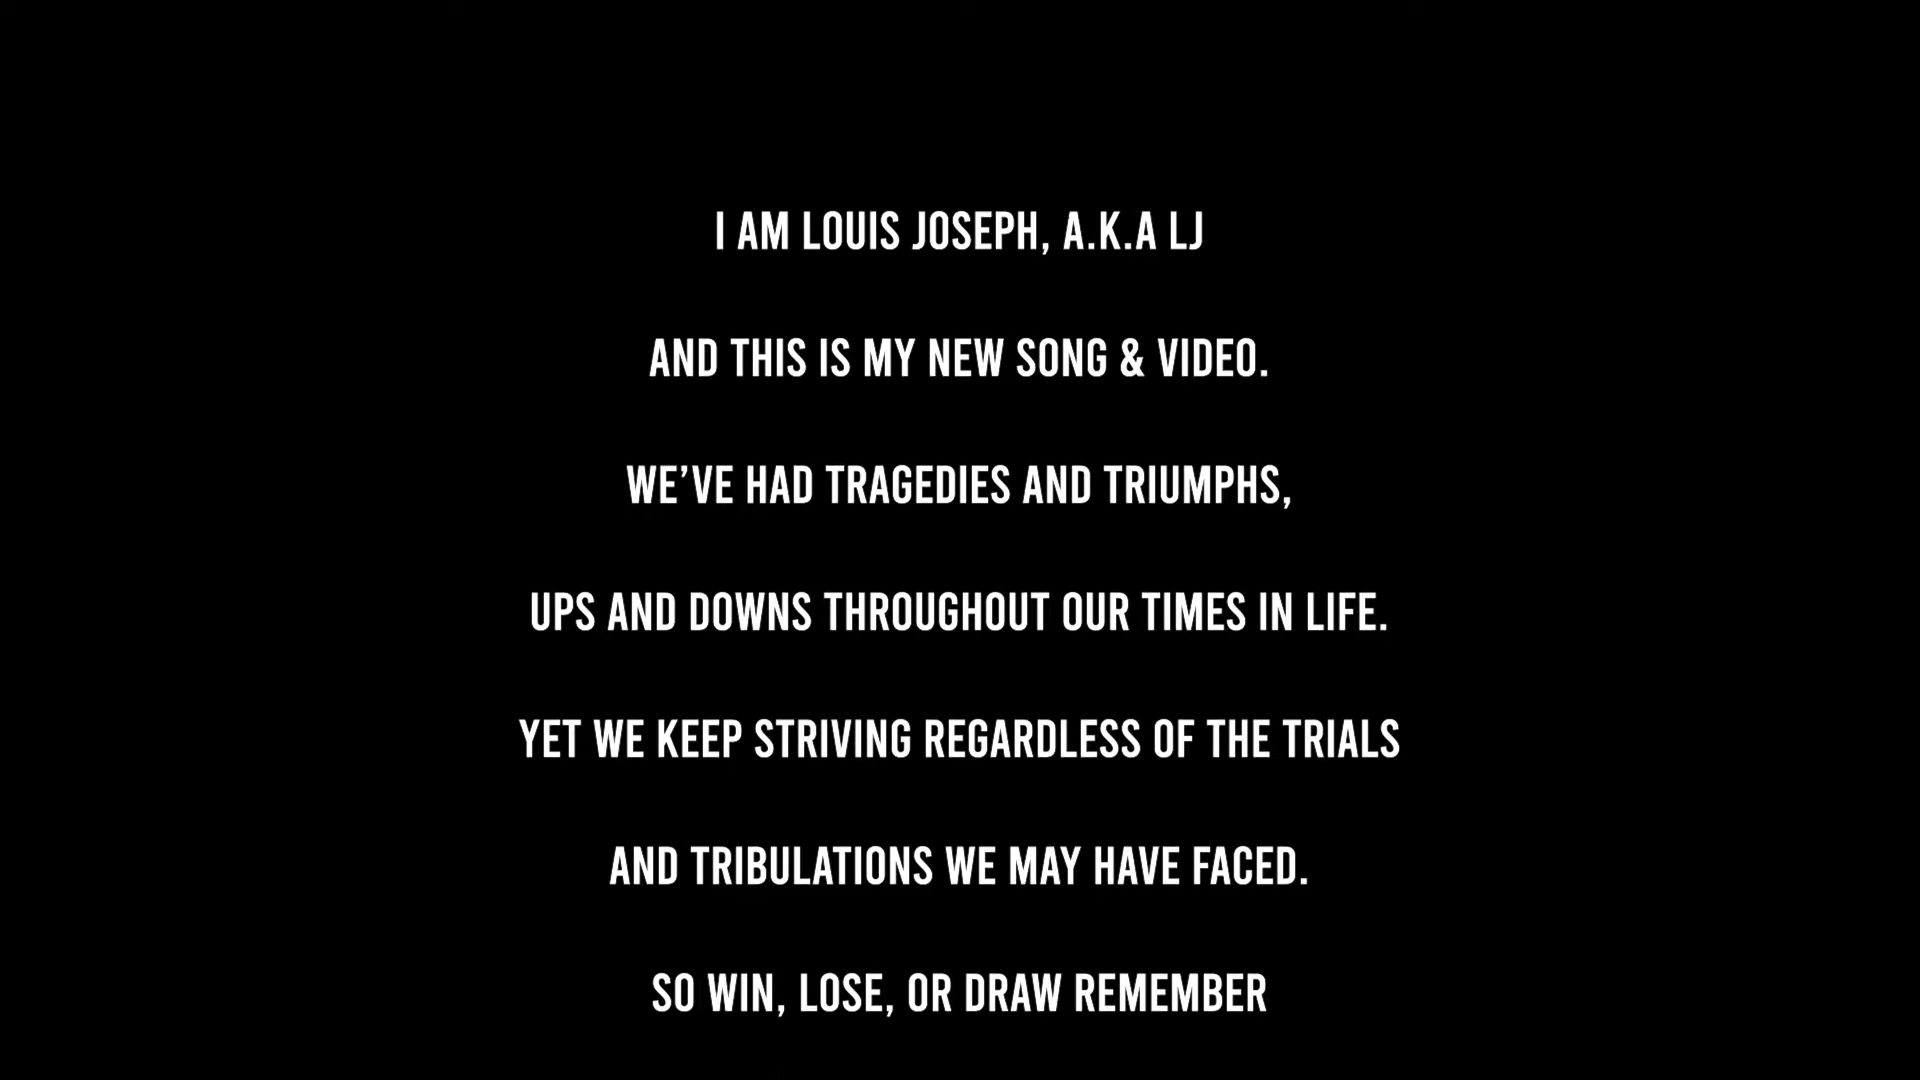 I AM LOUIS JOSEPH, A.K.A LJ
AND THIS IS MY NEW SONG & VIDEO.
WE’VE HAD TRAGEDIES AND TRIUMPHS,
UPS AND DOWNS THROUGHOUT OUR TIMES IN LIFE.
YET WE KEEP STRIVING REGARDLESS OF THE TRIALS
AND TRIBULATIONS WE MAY HAVE FACED.
SO WIN, LOSE, OR DRAW REMEMBER